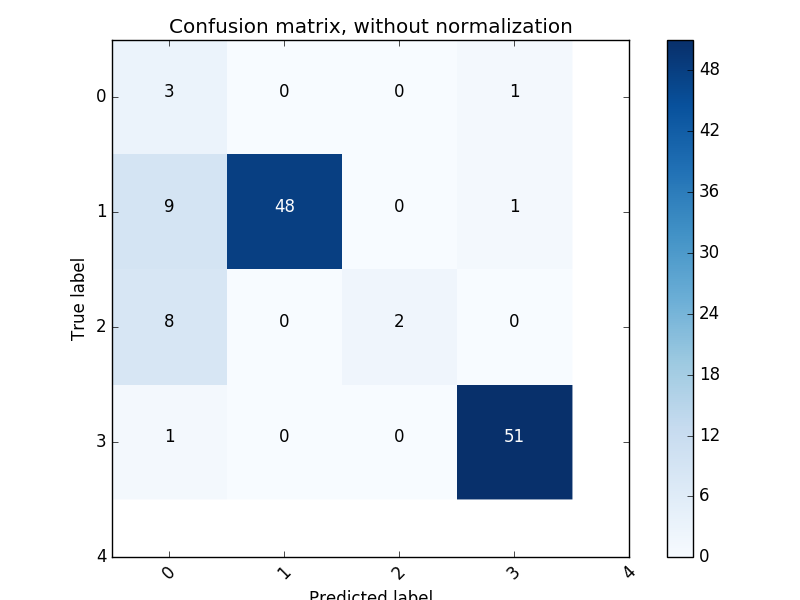 Confusion matrix, without normalization
0 3 0 0 1
1 9 48 0 1
2 8 0 2 0
3 1 0 0 51
4
0 1 2 3 4
True label
Predicted label
48
42
36
30
24
18
12
6
0